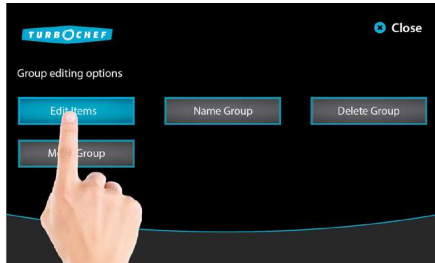 TURBOCHEF
Close
Group editing options
Edit Items
Name Group
Delete Group
Group